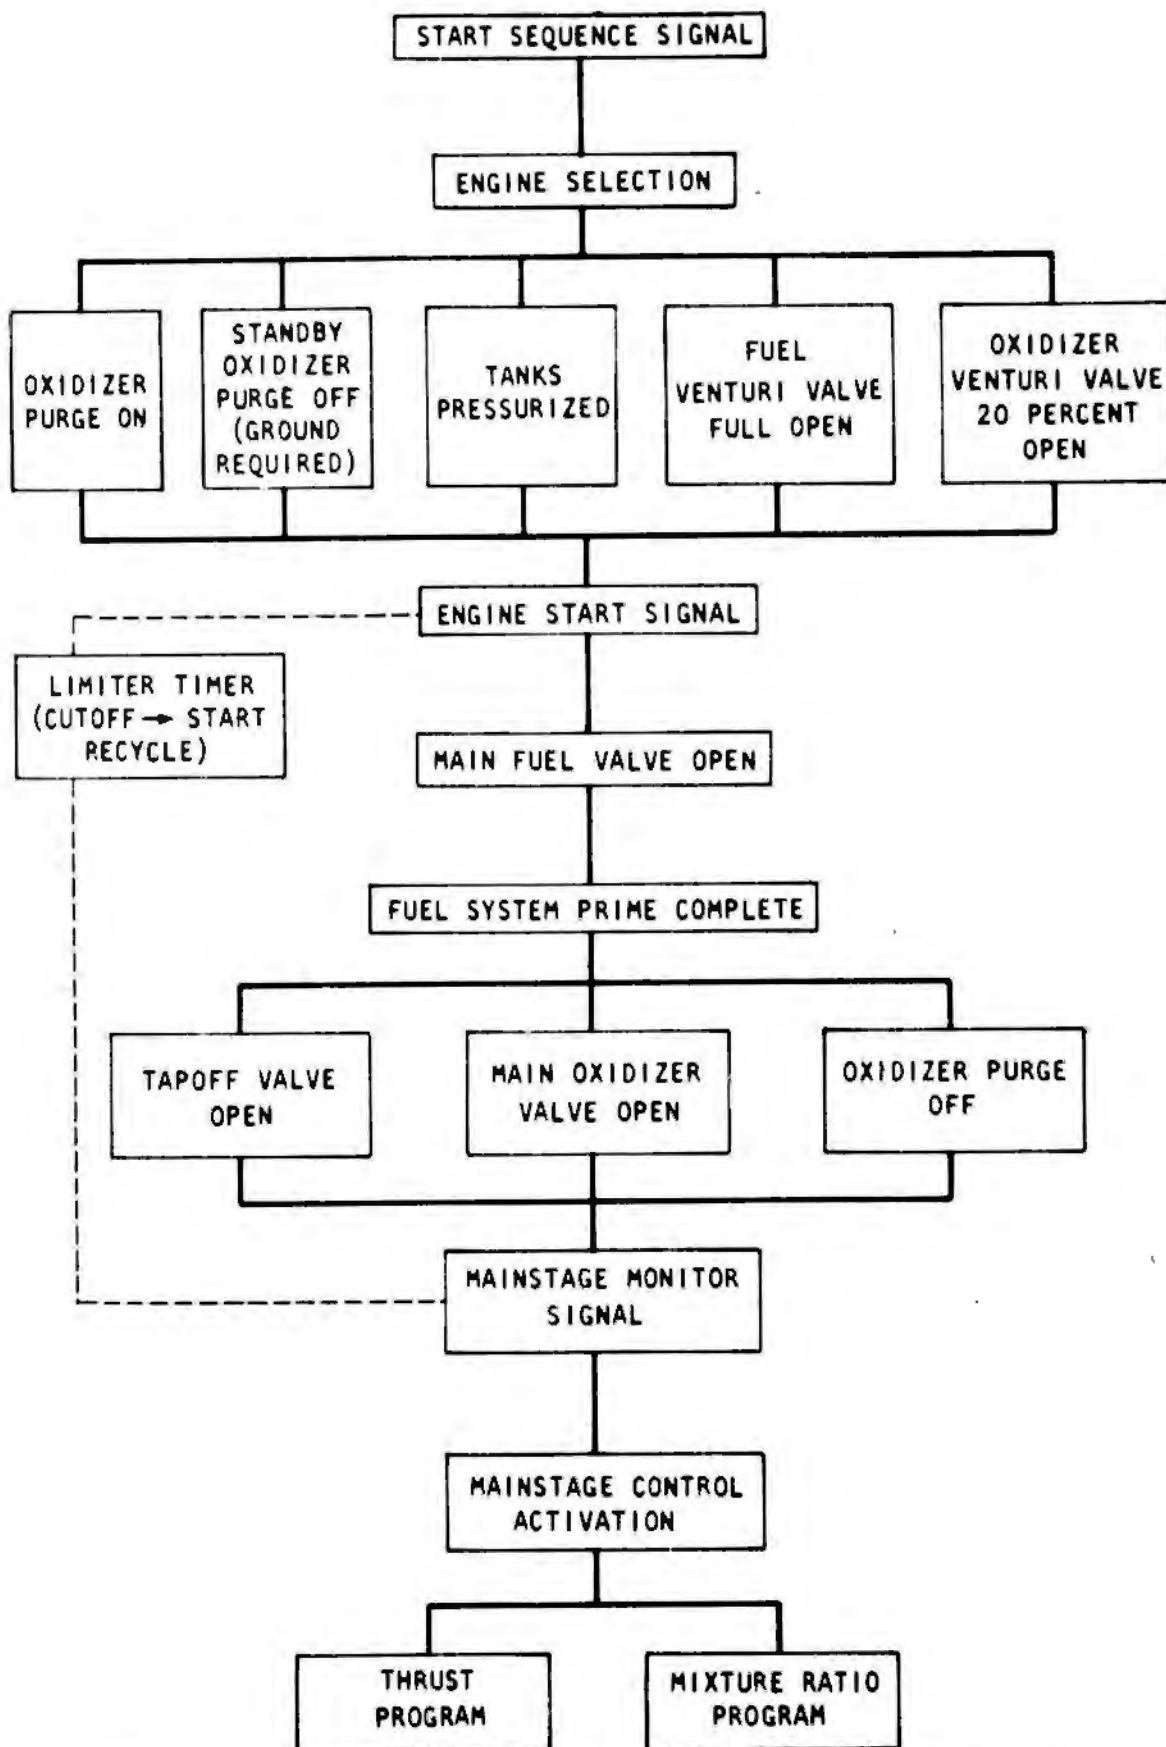 START SEQUENCE SIGNAL
ENGINE SELECTION
OXIDIZER
PURGE ON
STANDBY
OXIDIZER
PURGE OFF
(GROUND
REQUIRED)
TANKS
PRESSURIZED
FUEL
VENTURI VALVE
FULL OPEN
OXIDIZER
VENTURI VALVE
20 PERCENT
OPEN
ENGINE START SIGNAL
LIMITER TIMER
(CUTOFF → START
RECYCLE)
MAIN FUEL VALVE OPEN
FUEL SYSTEM PRIME COMPLETE
TAPOFF VALVE
OPEN
MAIN OXIDIZER
VALVE OPEN
OXIDIZER PURGE
OFF
MAINSTAGE MONITOR
SIGNAL
MAINSTAGE CONTROL
ACTIVATION
THRUST
PROGRAM
MIXTURE RATIO
PROGRAM